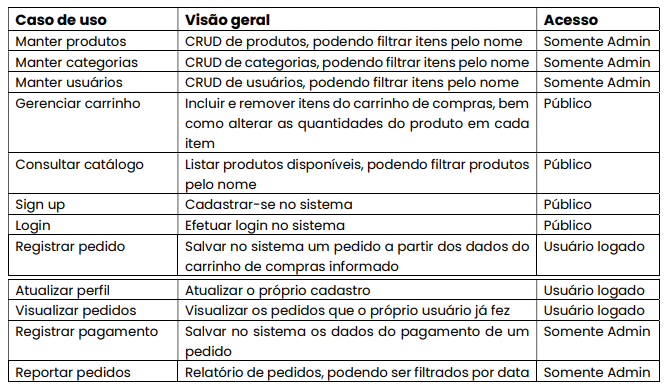 Caso de uso Visão geral Acesso
Manter produtos CRUD de produtos, podendo filtrar itens pelo nome Somente Admin
Manter categorias CRUD de categorias, podendo filtrar itens pelo nome Somente Admin
Manter usuários CRUD de usuários, podendo filtrar itens pelo nome Somente Admin
Gerenciar carrinho Incluir e remover itens do carrinho de compras, bem Público
como alterar as quantidades do produto em cada
item
Consultar catálogo Listar produtos disponíveis, podendo filtrar produtos Público
pelo nome
Sign up Cadastrar-se no sistema Público
Login Efetuar login no sistema Público
Registrar pedido Salvar no sistema um pedido a partir dos dados do Usuário logado
carrinho de compras informado
Atualizar perfil Atualizar o próprio cadastro Usuário logado
Visualizar pedidos Visualizar os pedidos que o próprio usuário já fez Usuário logado
Registrar pagamento Salvar no sistema os dados do pagamento de um Somente Admin
pedido
Reportar pedidos Relatório de pedidos, podendo ser filtrados por data Somente Admin